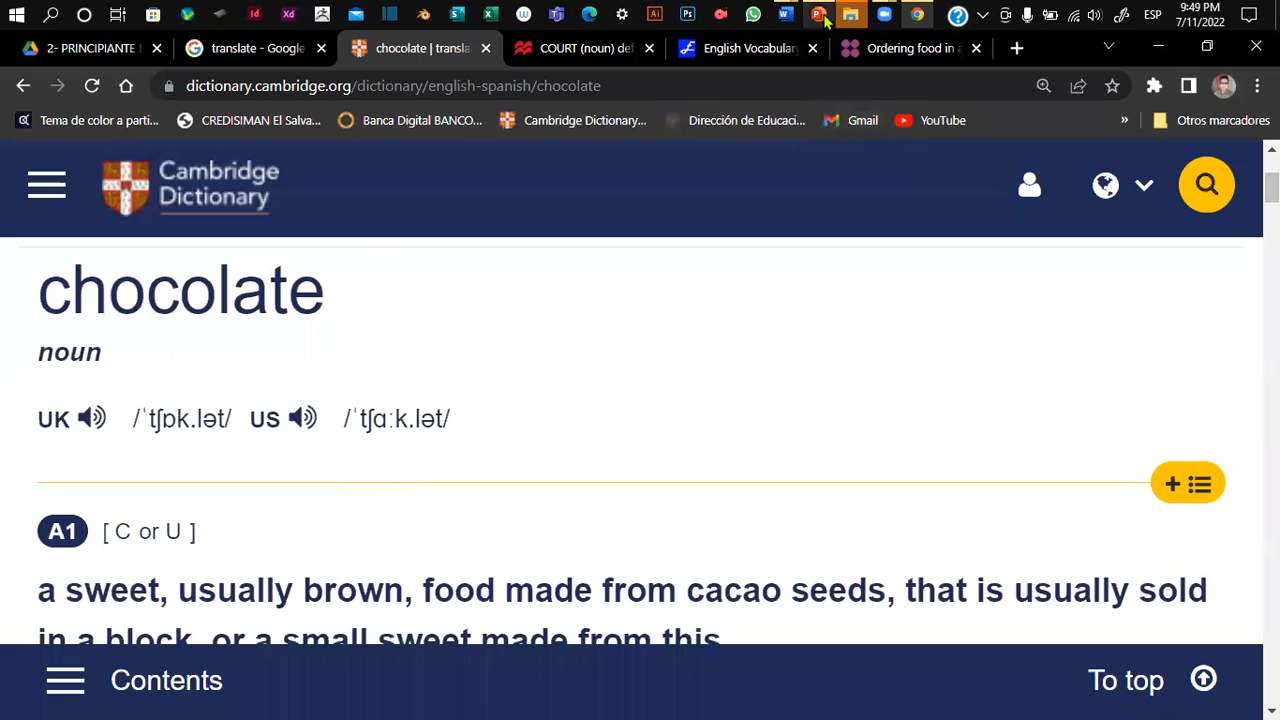 9:49 PM
ESP
7/11/2022
2- PRINCIPIANTE M
translate - Google
chocolate | transla
COURT (noun) def
English Vocabulary
Ordering food in a
dictionary.cambridge.org/dictionary/english-spanish/chocolate
Tema de color a parti...
CREDISIMAN El Salva...
Banca Digital BANCO...
Cambridge Dictionary...
Dirección de Educaci...
Gmail
YouTube
»
Otros marcadores
Cambridge
Dictionary
chocolate
noun
UK /ˈtʃɒk.lət/ US /ˈtʃɑːk.lət/
A1 [ C or U ]
a sweet, usually brown, food made from cacao seeds, that is usually sold
in a block, or a small sweet made from this
Contents
To top